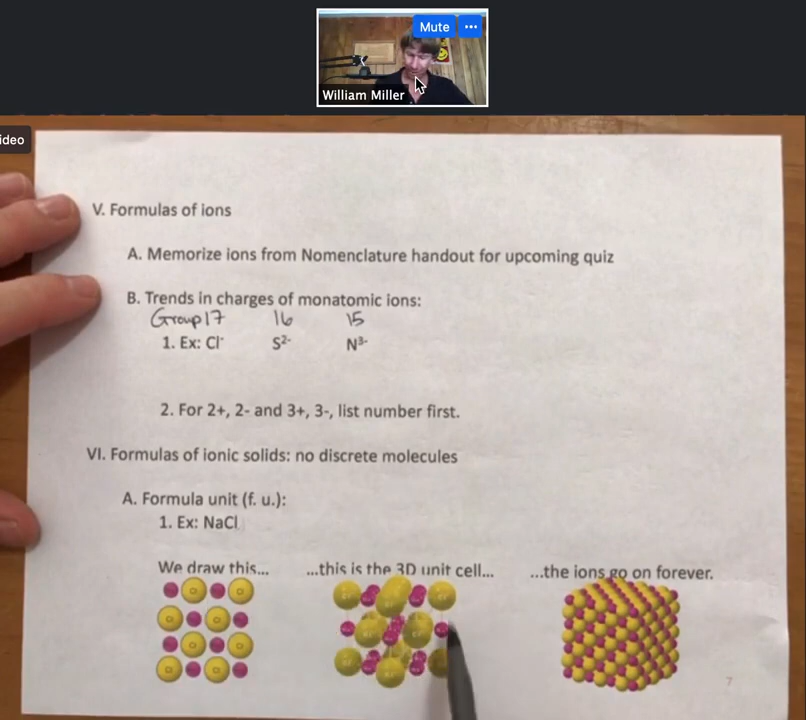 Mute ...
William Miller
ideo
V. Formulas of ions
A. Memorize ions from Nomenclature handout for upcoming quiz
B. Trends in charges of monatomic ions:
Group 17 16 15
1. Ex: Cl⁻ S²⁻ N³⁻
2. For 2+, 2- and 3+, 3-, list number first.
VI. Formulas of ionic solids: no discrete molecules
A. Formula unit (f. u.):
1. Ex: NaCl
We draw this... ...this is the 3D unit cell... ...the ions go on forever.
7